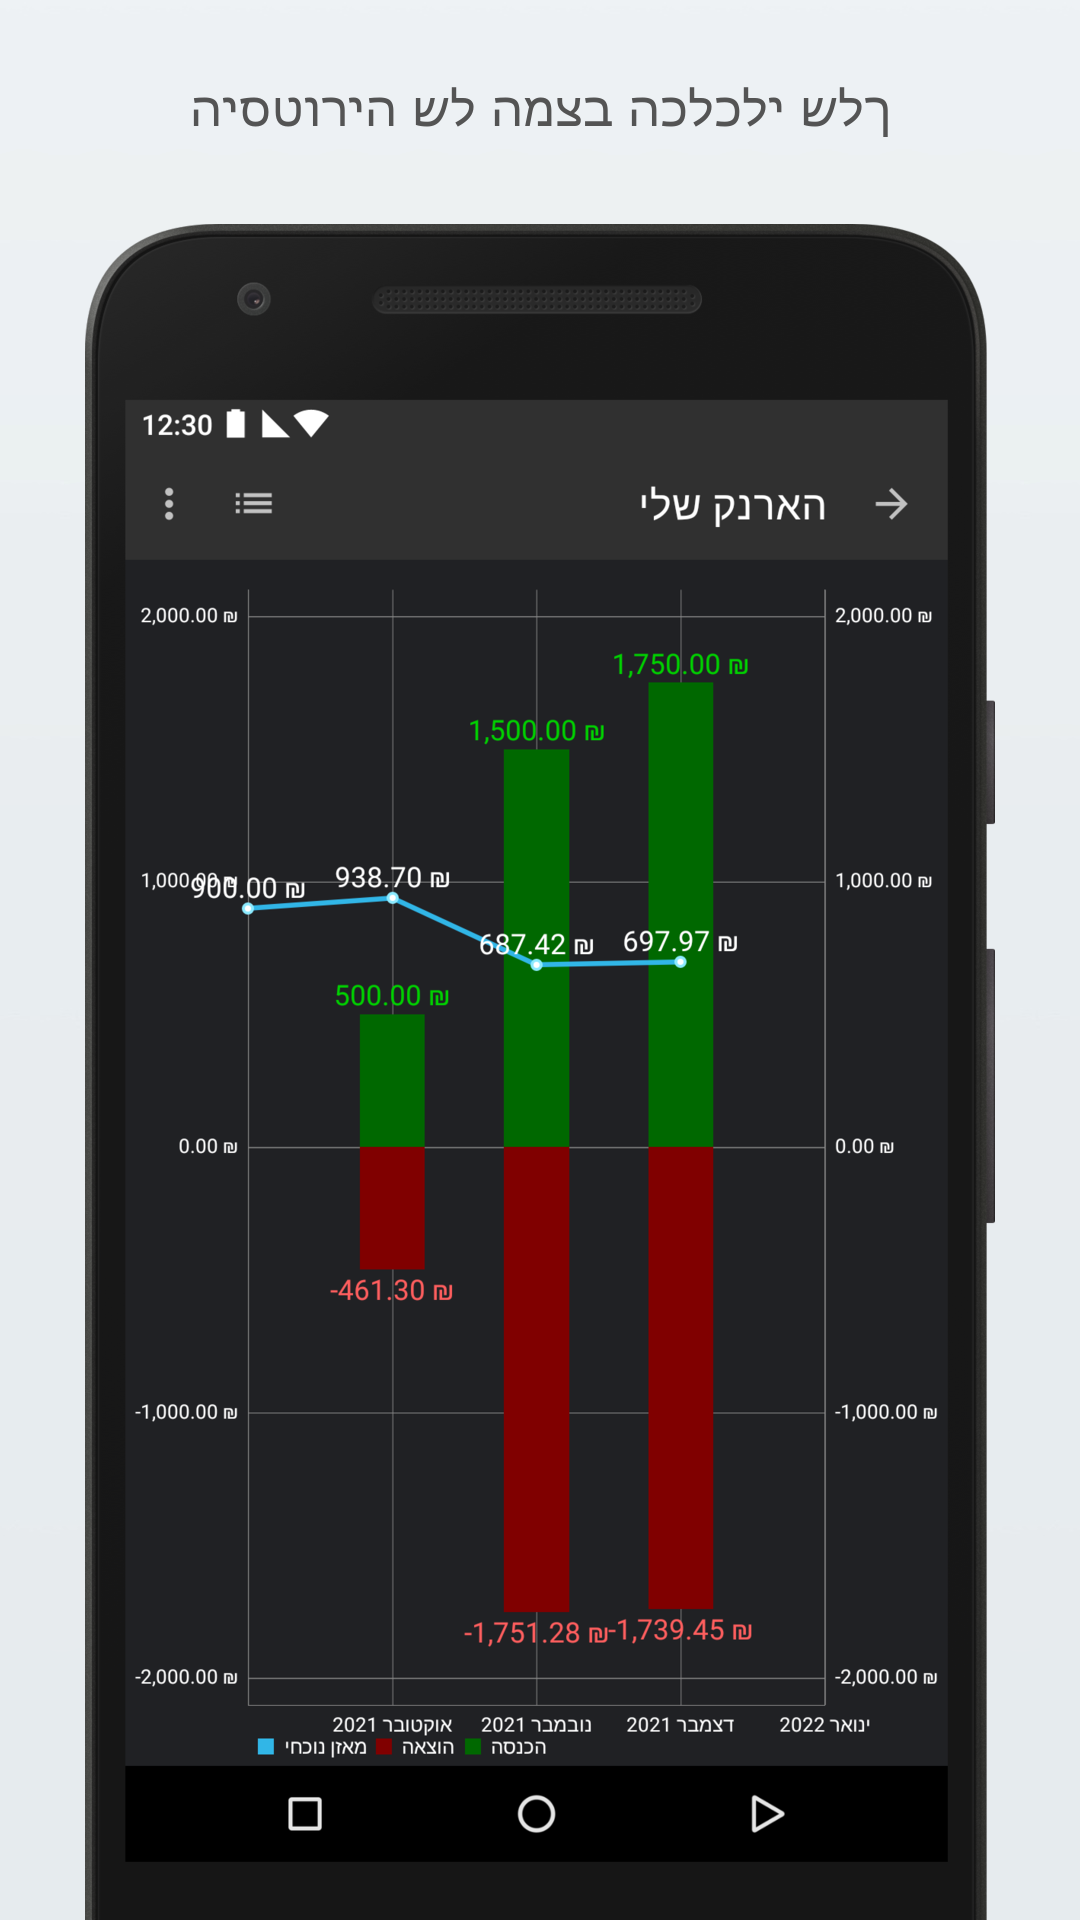 היסטוריה של המצב הכלכלי שלך
12:30
הארנק שלי
2,000.00 ₪
2,000.00 ₪
1,750.00 ₪
1,500.00 ₪
1,000.00 ₪
900.00 ₪
938.70 ₪
1,000.00 ₪
687.42 ₪
697.97 ₪
500.00 ₪
0.00 ₪
0.00 ₪
-461.30 ₪
-1,000.00 ₪
-1,000.00 ₪
-1,751.28 ₪
-1,739.45 ₪
-2,000.00 ₪
-2,000.00 ₪
אוקטובר 2021
נובמבר 2021
דצמבר 2021
ינואר 2022
מאזן נוכחי
הוצאה
הכנסה